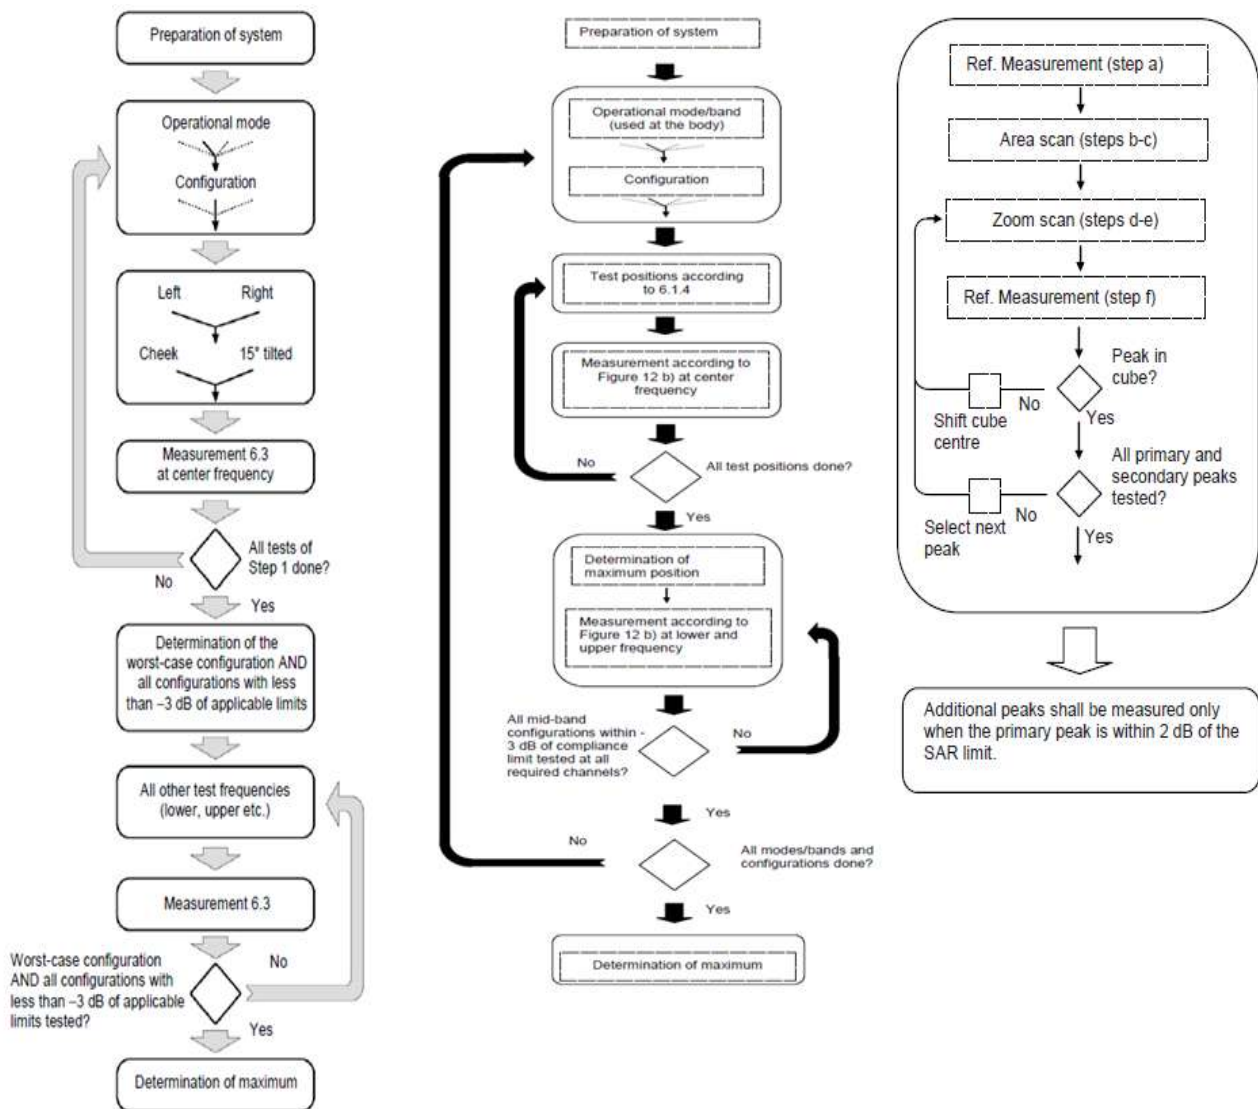 Preparation of system
Operational mode
Configuration
Left
Right
Cheek
15° tilted
Measurement 6.3
at center frequency
All tests of
Step 1 done?
No
Yes
Determination of the
worst-case configuration AND
all configurations with less
than –3 dB of applicable limits
All other test frequencies
(lower, upper etc.)
Measurement 6.3
Worst-case configuration
AND all configurations with
less than –3 dB of applicable
limits tested?
No
Yes
Determination of maximum
Preparation of system
Operational mode/band
(used at the body)
Configuration
Test positions according
to 6.1.4
Measurement according to
Figure 12 b) at center
frequency
No
All test positions done?
Yes
Determination of
maximum position
Measurement according to
Figure 12 b) at lower and
upper frequency
All mid-band
configurations within -
3 dB of compliance
limit tested at all
required channels?
No
Yes
No
All modes/bands and
configurations done?
Yes
Determination of maximum
Ref. Measurement (step a)
Area scan (steps b-c)
Zoom scan (steps d-e)
Ref. Measurement (step f)
Peak in
cube?
No
Shift cube
centre
Yes
All primary and
secondary peaks
tested?
No
Select next
peak
Yes
Additional peaks shall be measured only
when the primary peak is within 2 dB of the
SAR limit.